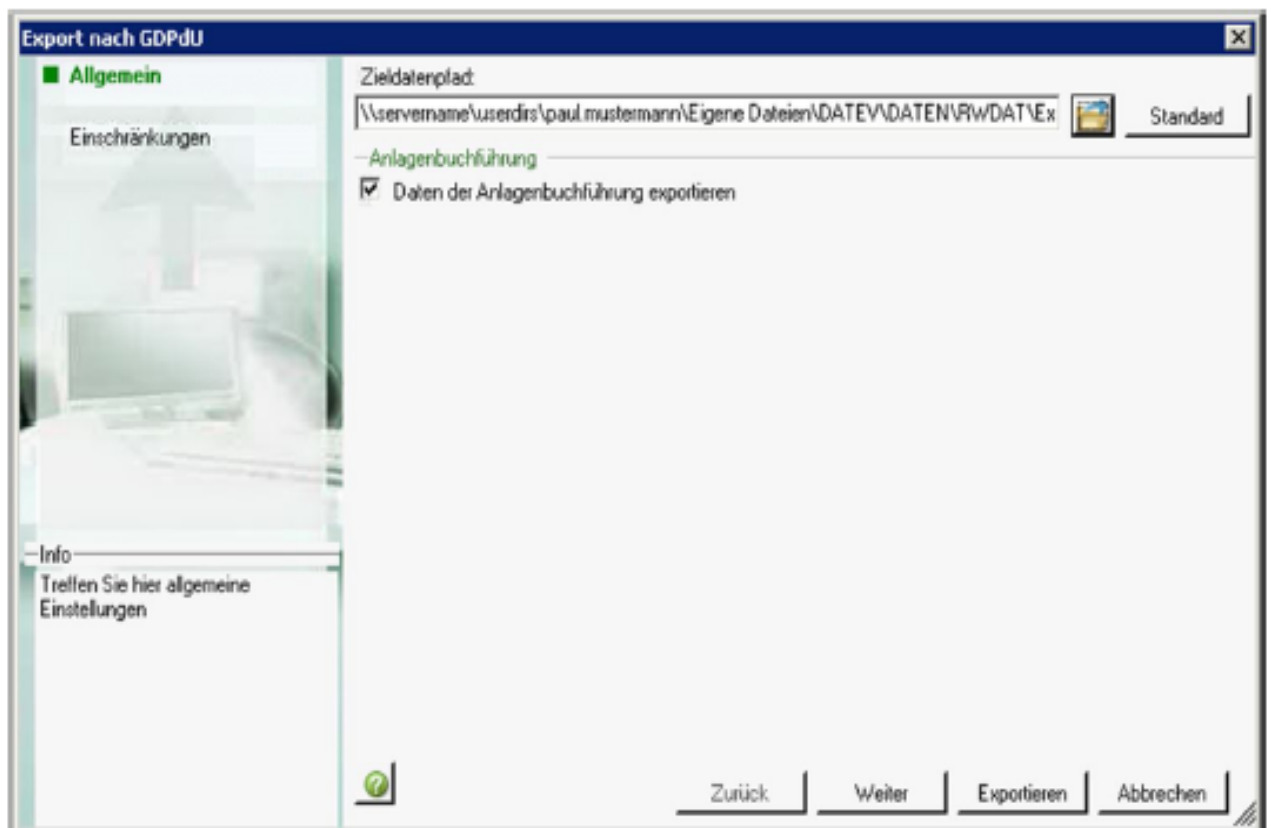 Export nach GDPdU
Allgemein
Einschränkungen
Info
Treffen Sie hier allgemeine
Einstellungen
Zieldatenpfad:
\\servername\userdirs\paul.mustermann\Eigene Dateien\DATEV\DATEN\RWDAT\Ex
Standard
Anlagenbuchführung
Daten der Anlagenbuchführung exportieren
Zurück
Weiter
Exportieren
Abbrechen